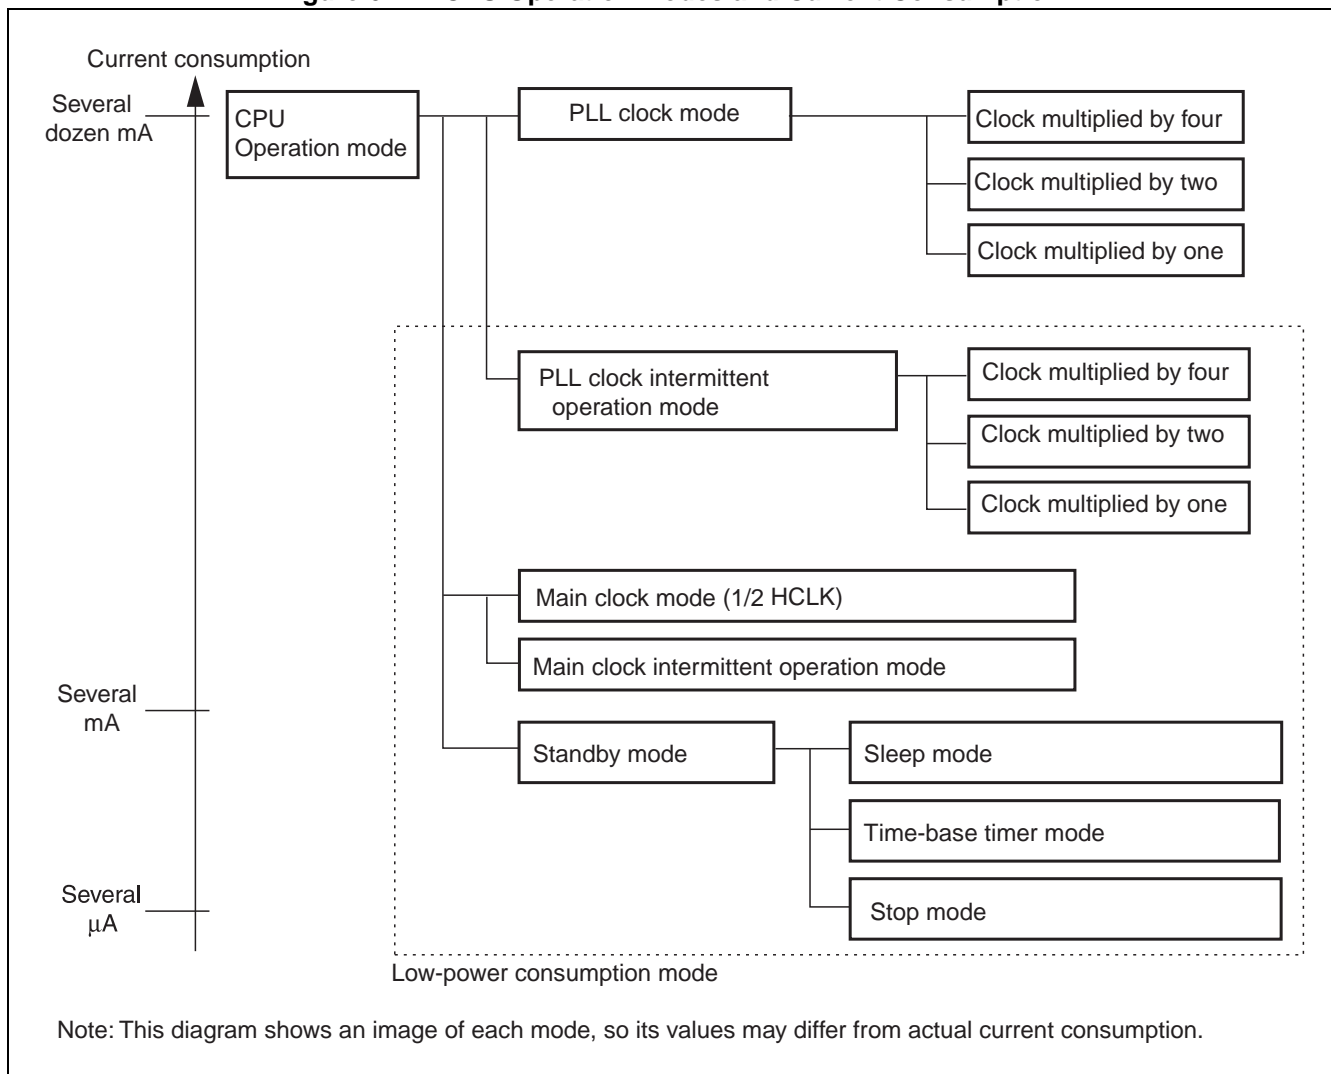 Current consumption
Several
dozen mA
CPU
Operation mode
PLL clock mode
Clock multiplied by four
Clock multiplied by two
Clock multiplied by one
PLL clock intermittent
operation mode
Clock multiplied by four
Clock multiplied by two
Clock multiplied by one
Main clock mode (1/2 HCLK)
Main clock intermittent operation mode
Several
mA
Standby mode
Sleep mode
Time-base timer mode
Several
μA
Stop mode
Low-power consumption mode
Note: This diagram shows an image of each mode, so its values may differ from actual current consumption.